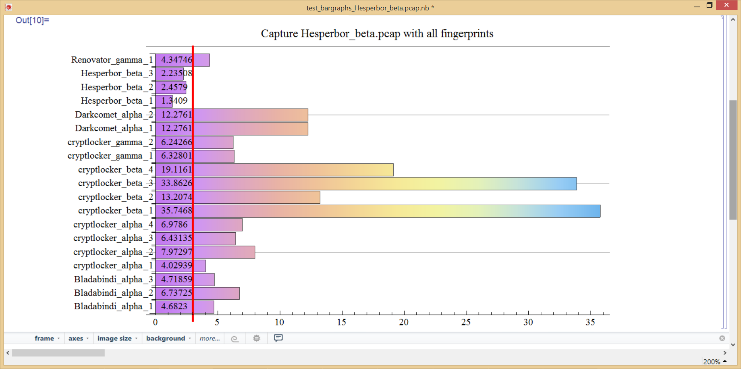 test_bargraphs_Hesperbor_beta.pcap.nb *
Out[10]=
Capture Hesperbor_beta.pcap with all fingerprints
Renovator_gamma_1 4.34746
Hesperbor_beta_3 2.23508
Hesperbor_beta_2 2.4579
Hesperbor_beta_1 1.3409
Darkcomet_alpha_2 12.2761
Darkcomet_alpha_1 12.2761
cryptlocker_gamma_2 6.24266
cryptlocker_gamma_1 6.32801
cryptlocker_beta_4 19.1161
cryptlocker_beta_3 33.8626
cryptlocker_beta_2 13.2074
cryptlocker_beta_1 35.7468
cryptlocker_alpha_4 6.9786
cryptlocker_alpha_3 6.43135
cryptlocker_alpha_2 7.97297
cryptlocker_alpha_1 4.02939
Bladabindi_alpha_3 4.71859
Bladabindi_alpha_2 6.73725
Bladabindi_alpha_1 4.6823
0 5 10 15 20 25 30 35
frame axes image size background more...
200%